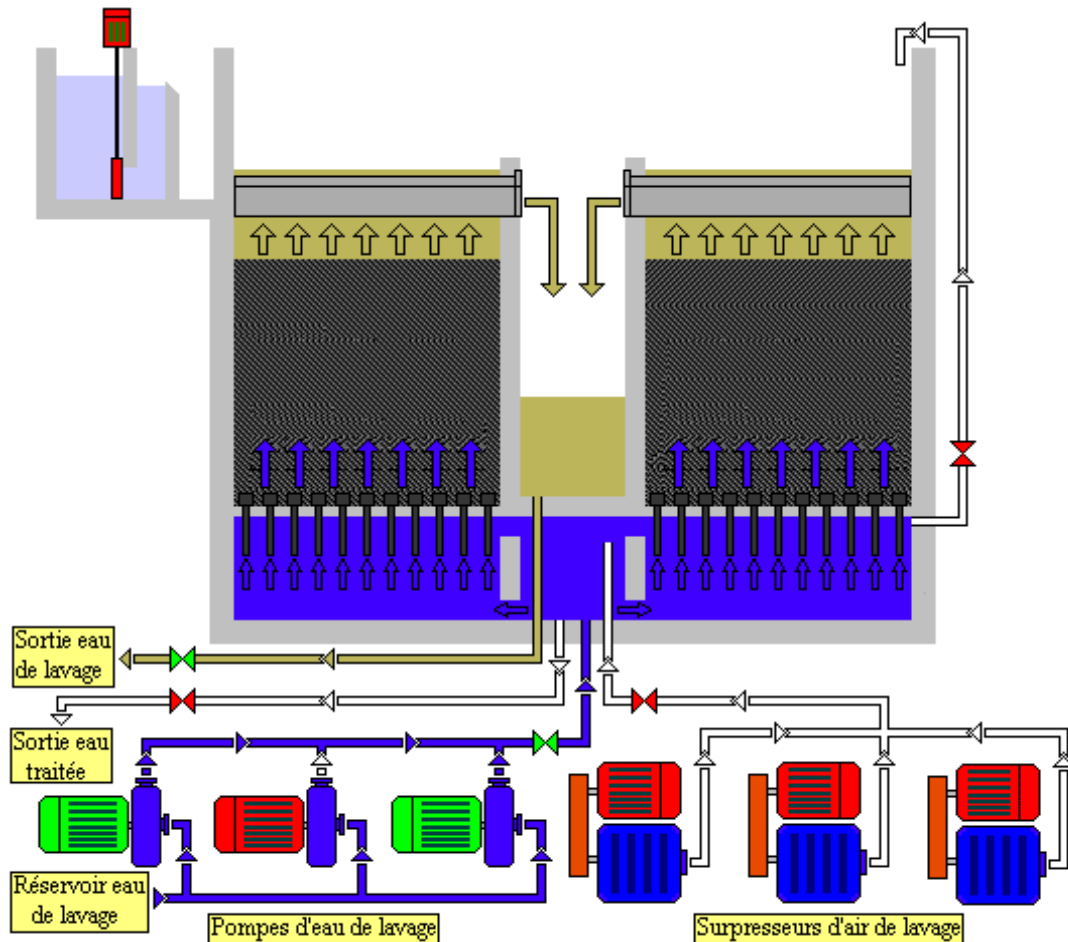 Sortie eau
de lavage
Sortie eau
traitée
Réservoir eau
de lavage
Pompes d'eau de lavage
Surpresseurs d'air de lavage